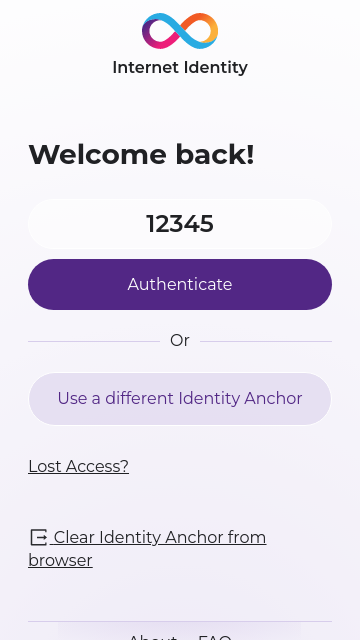 Internet Identity
Welcome back!
12345
Authenticate
Or
Use a different Identity Anchor
Lost Access?
Clear Identity Anchor from
browser
About FAQ